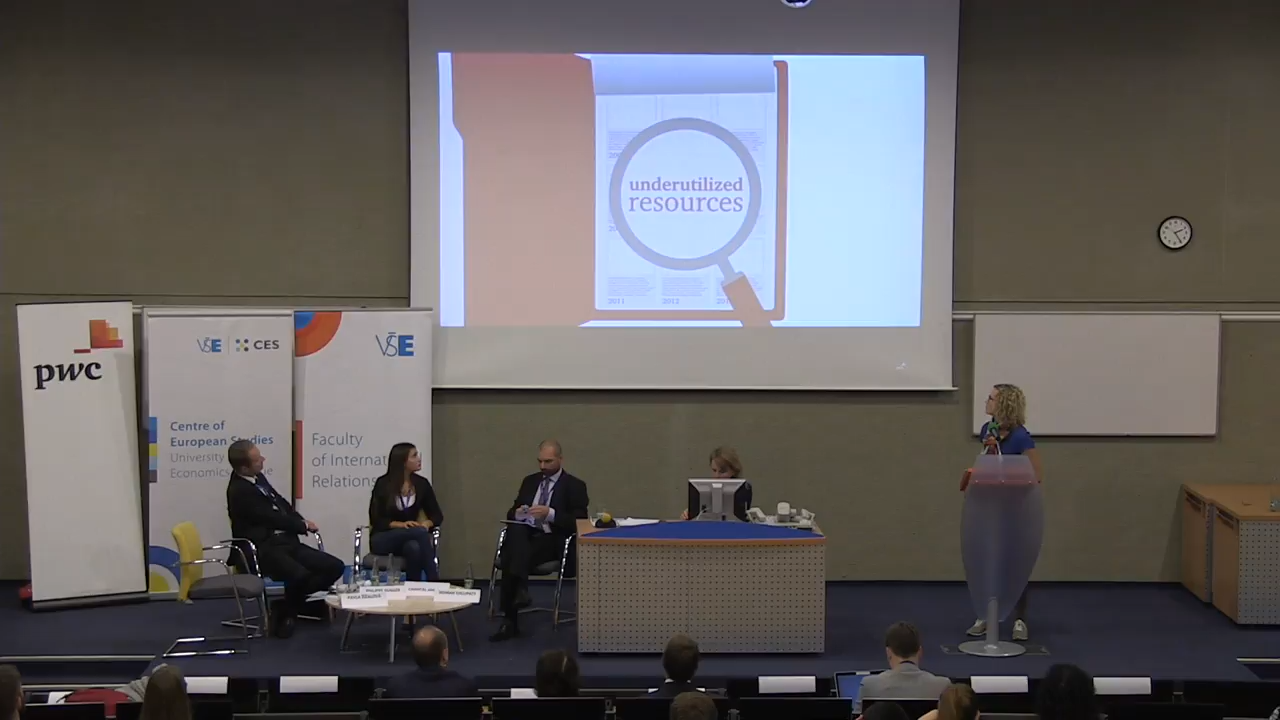 underutilized
resources
2011
2012
pwc
VŠE
CES
Centre of
European Studies
University
Economics
VŠE
Faculty
of Internat
Relations